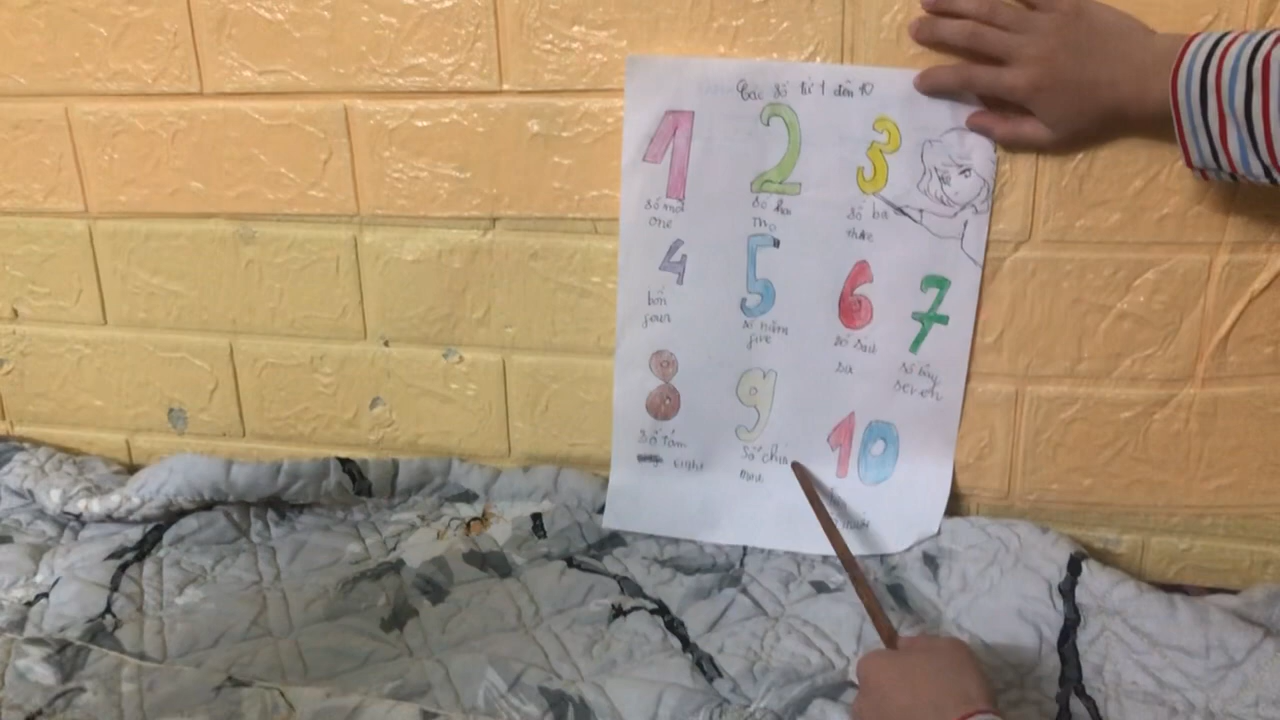 Các số từ 1 đến 10
1 2 3
số một số hai số ba
one three
4 5 6 7
bốn số năm số sáu số bảy
four five six seven
8 9 10
số tám số chín
eight